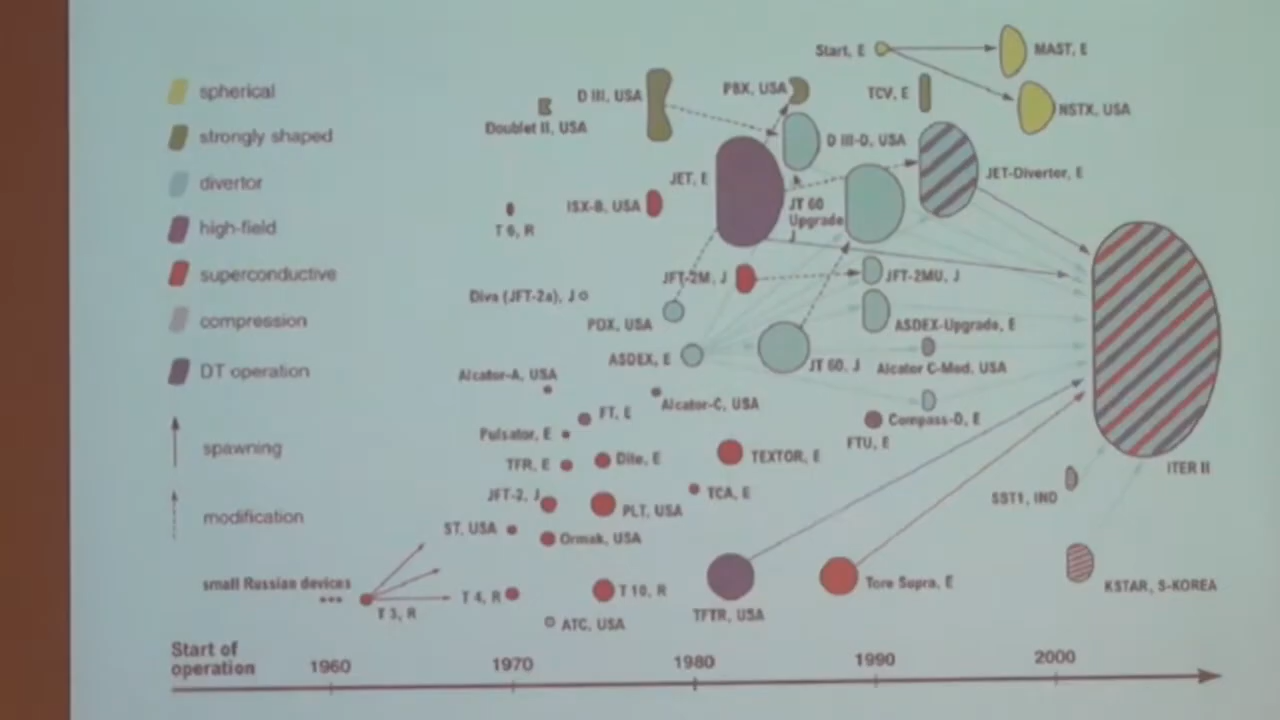 spherical
strongly shaped
divertor
high-field
superconductive
compression
DT operation
spawning
modification
small Russian devices
Start, E
MAST, E
NSTX, USA
D III, USA
PBX, USA
TCV, E
Doublet II, USA
D III-D, USA
JET, E
JET-Divertor, E
ISX-B, USA
T 6, R
JT 60
Upgrade
J
JFT-2M, J
JFT-2MU, J
Diva (JFT-2a), J
PDX, USA
ASDEX-Upgrade, E
ASDEX, E
JT 60, J
Alcator C-Mod, USA
Alcator-A, USA
Alcator-C, USA
FT, E
Compass-D, E
FTU, E
Pulsator, E
TFR, E
Dite, E
TEXTOR, E
ITER II
JFT-2, J
PLT, USA
TCA, E
SST1, IND
ST, USA
Ormak, USA
T 3, R
T 4, R
T 10, R
TFTR, USA
Tore Supra, E
KSTAR, S-KOREA
ATC, USA
Start of
operation
1960
1970
1980
1990
2000